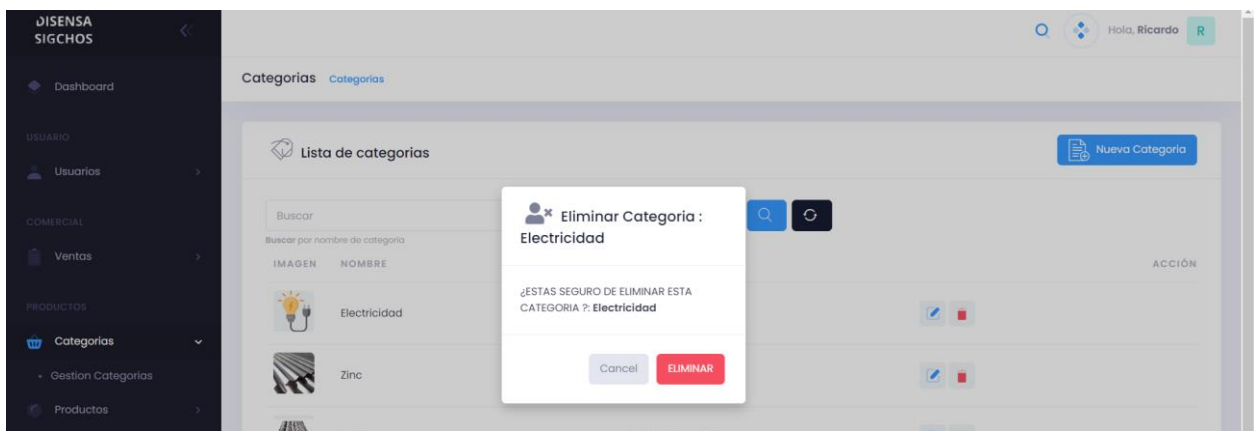 DISENSA
SIGCHOS
Hola, Ricardo R
Dashboard
Categorias Categorias
USUARIO
Usuarios
COMERCIAL
Ventas
PRODUCTOS
Categorias
Gestion Categorias
Productos
Lista de categorias
Nueva Categoria
Buscar
Buscar por nombre de categoria
IMAGEN NOMBRE ACCIÓN
Electricidad
Zinc
Eliminar Categoria :
Electricidad
¿ESTAS SEGURO DE ELIMINAR ESTA
CATEGORIA ?: Electricidad
Cancel ELIMINAR